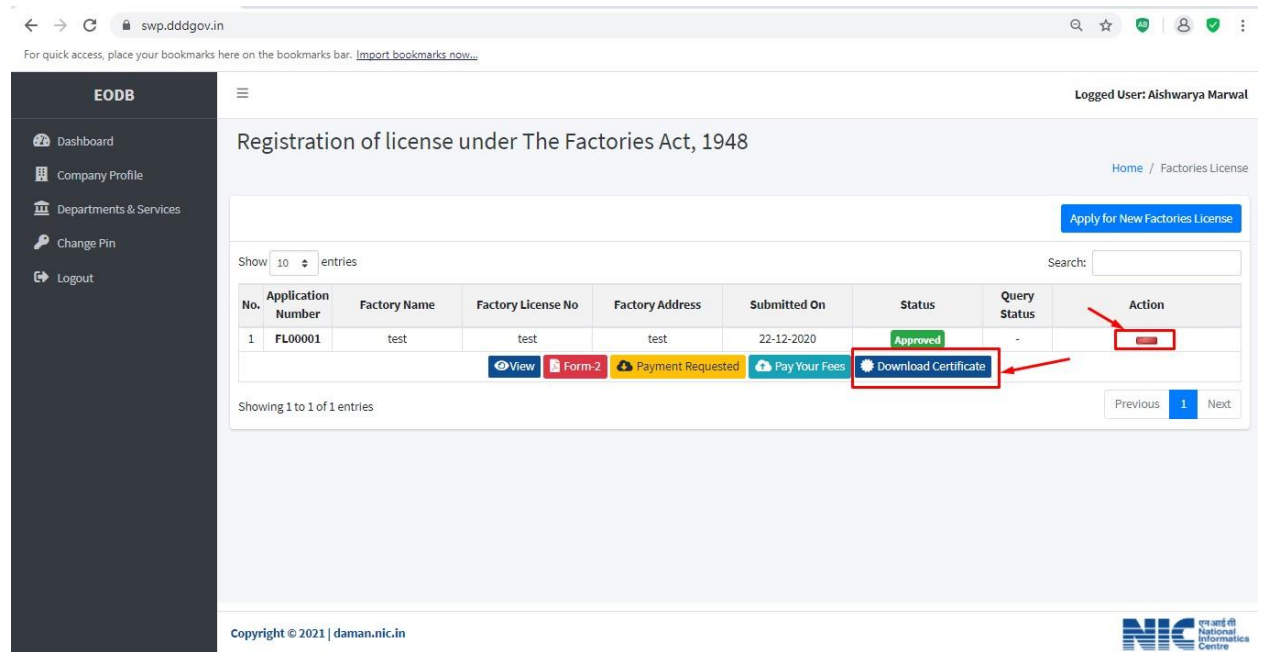 swp.dddgov.in
For quick access, place your bookmarks here on the bookmarks bar. Import bookmarks now...
EODB
Logged User: Aishwarya Marwal
Dashboard
Company Profile
Departments & Services
Change Pin
Logout
Registration of license under The Factories Act, 1948
Home / Factories License
Apply for New Factories License
Show 10 entries Search:
No. Application Number Factory Name Factory License No Factory Address Submitted On Status Query Status Action
1 FL00001 test test test 22-12-2020 Approved -
View Form-2 Payment Requested Pay Your Fees Download Certificate
Showing 1 to 1 of 1 entries Previous 1 Next
Copyright © 2021 | daman.nic.in
NIC
एन आई सी
National
Informatics
Centre